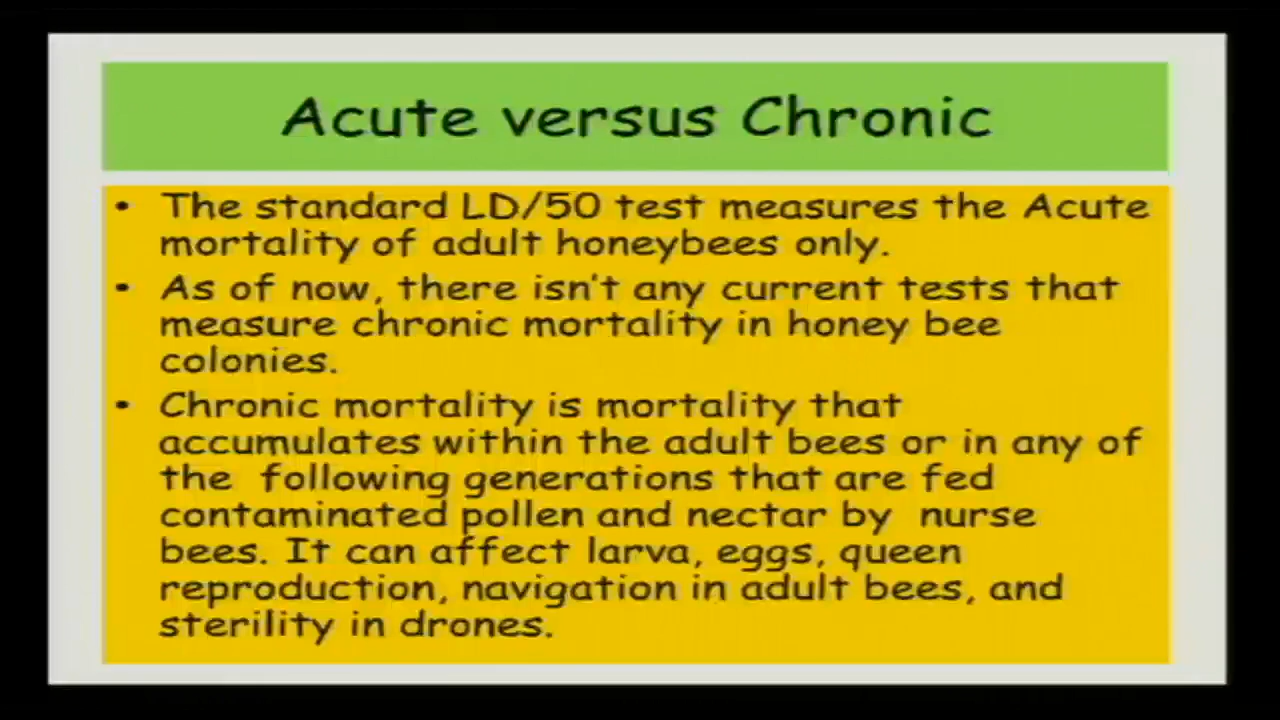 Acute versus Chronic
• The standard LD/50 test measures the Acute
mortality of adult honeybees only.
• As of now, there isn't any current tests that
measure chronic mortality in honey bee
colonies.
• Chronic mortality is mortality that
accumulates within the adult bees or in any of
the following generations that are fed
contaminated pollen and nectar by nurse
bees. It can affect larva, eggs, queen
reproduction, navigation in adult bees, and
sterility in drones.